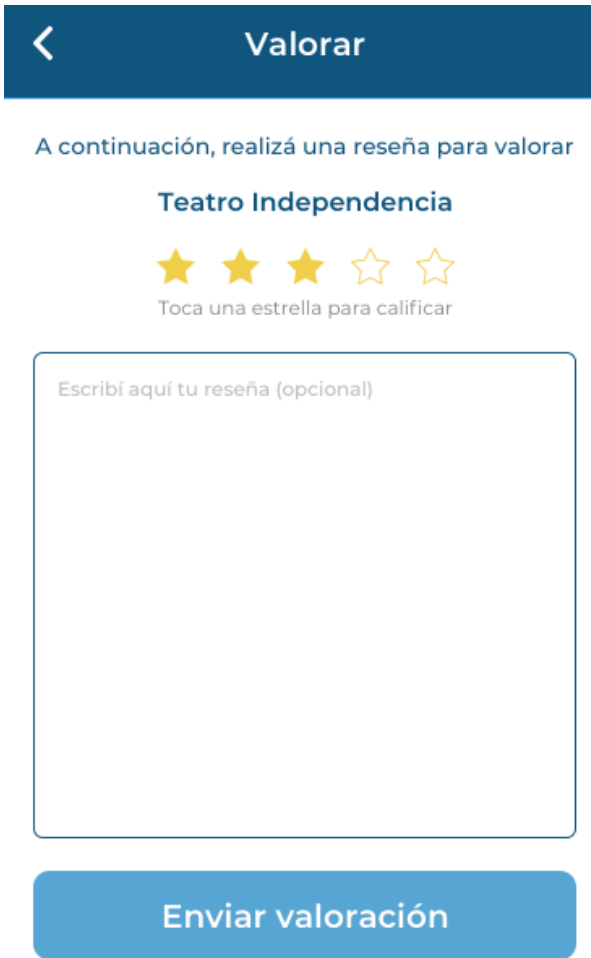 Valorar
A continuación, realizá una reseña para valorar
Teatro Independencia
Toca una estrella para calificar
Escribí aquí tu reseña (opcional)
Enviar valoración